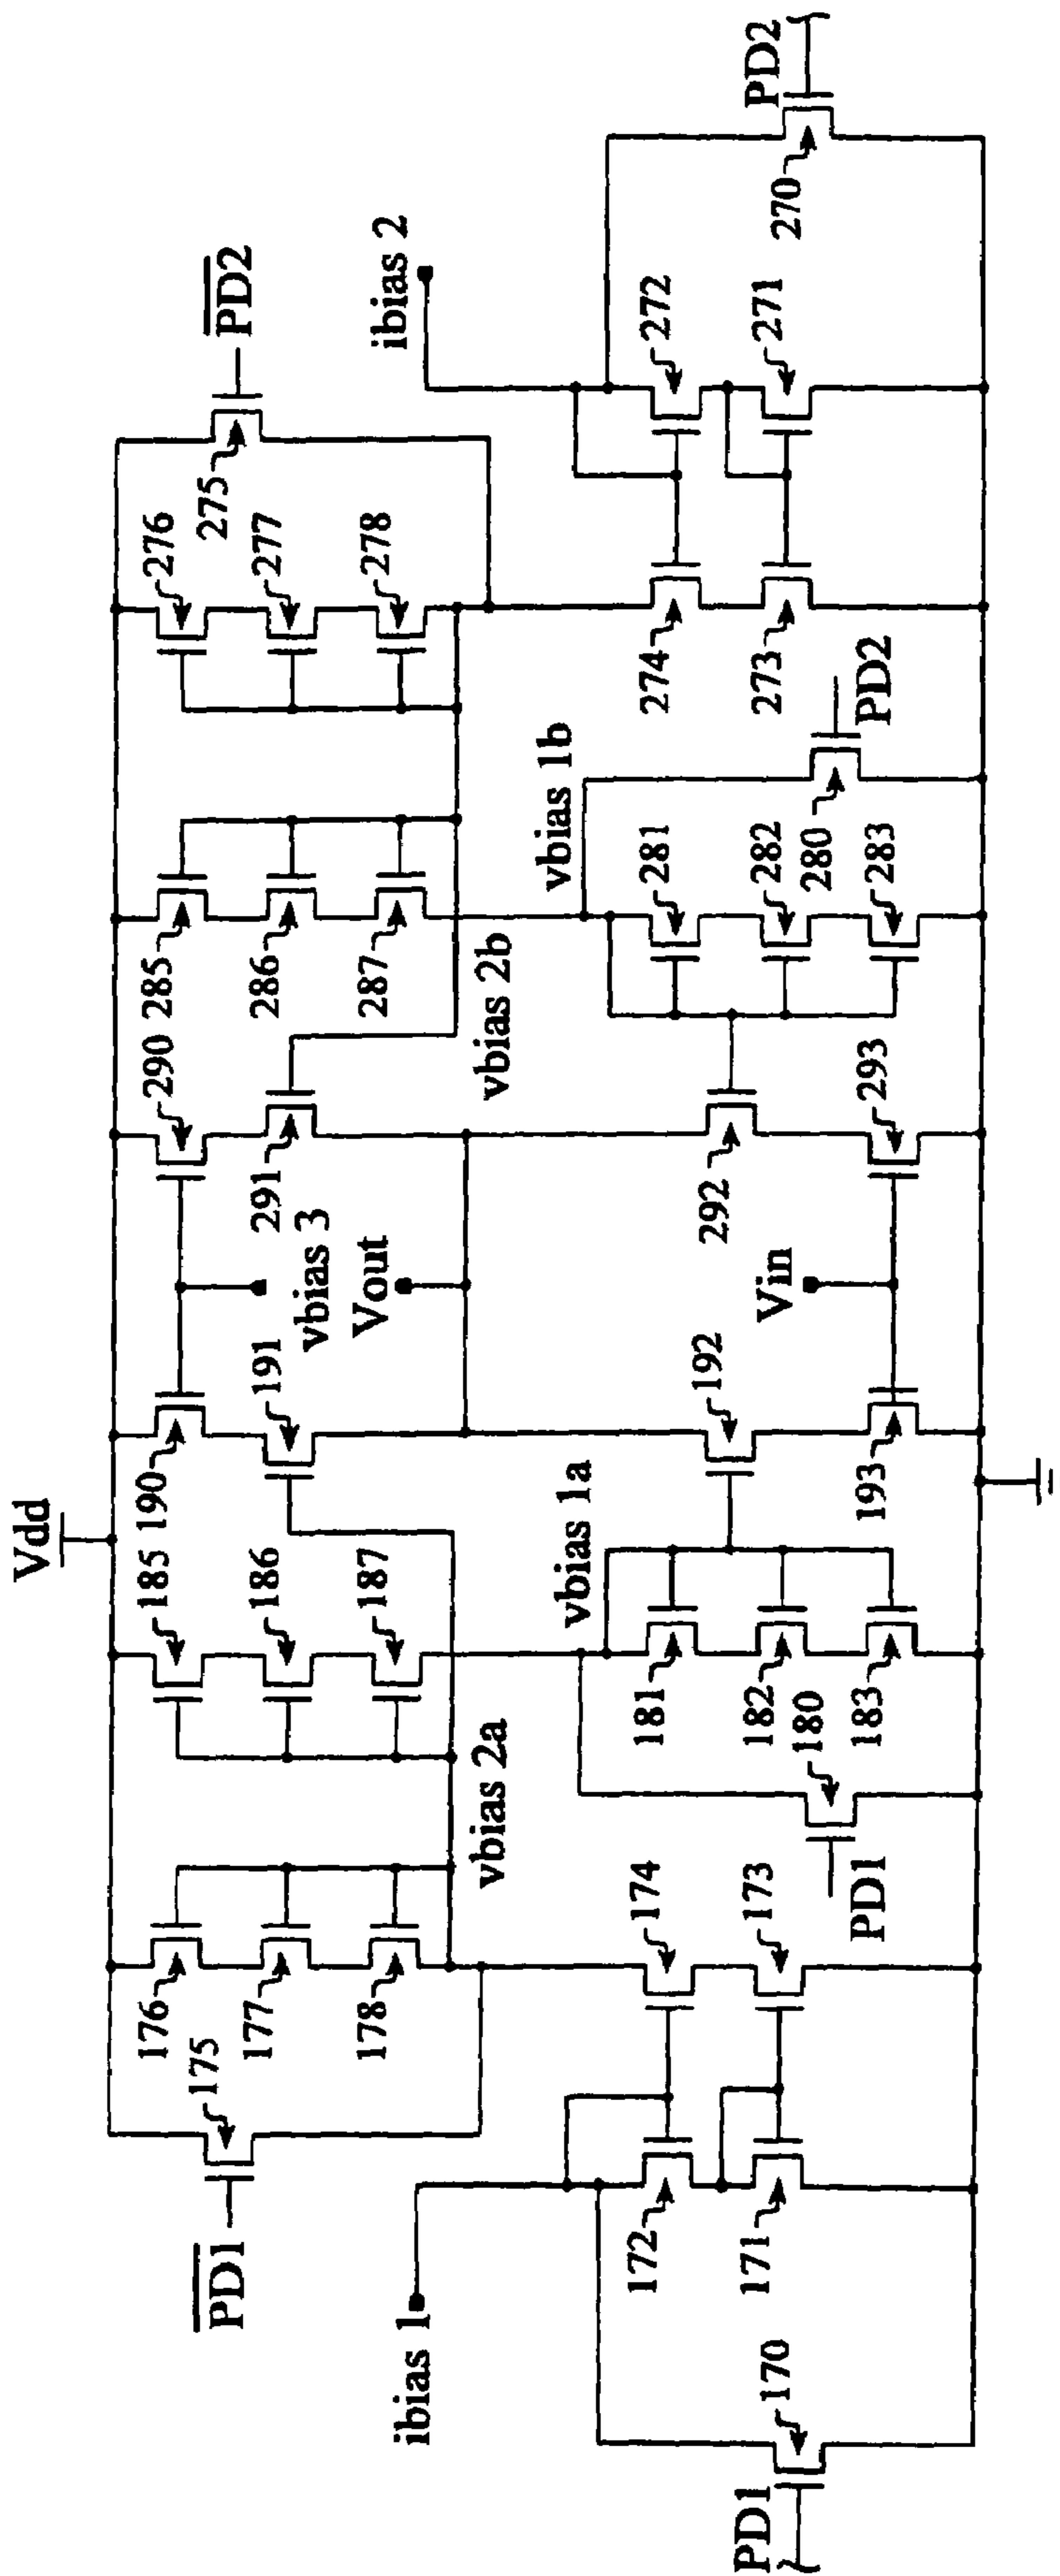 Vdd
PD1
175
176
177
178
185
186
187
190
191
vbias 3
Vout
290
291
285
286
287
276
277
278
275
PD2
ibias 1
vbias 2a
vbias 1a
vbias 2b
vbias 1b
ibias 2
PD1
170
172
171
174
173
PD1
180
181
182
183
192
193
Vin
292
293
281
282
280
283
PD2
274
273
272
271
270
PD2